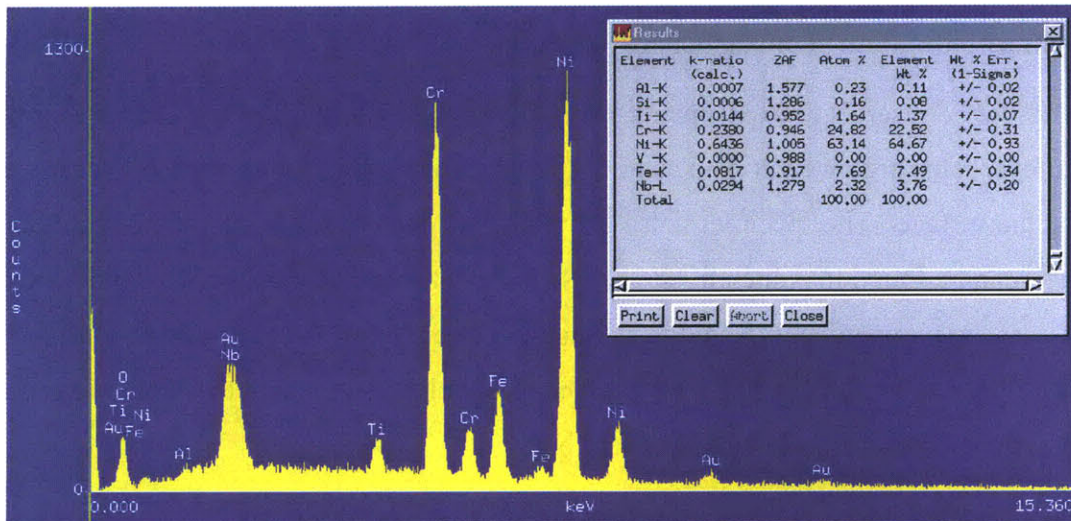 1300.
Ni
Cr
Au
Nb
O
Cr
Ti Ni
Au Fe
Al
Ti
Cr
Fe
Fe
Ni
Au
Au
Counts
0.
0.000 keV 15.360
Results
Element k-ratio ZAF Atom % Element Wt % Err.
(calc.) Wt % (1-Sigma)
Al-K 0.0007 1.577 0.23 0.11 +/- 0.02
Si-K 0.0006 1.286 0.16 0.08 +/- 0.02
Ti-K 0.0144 0.952 1.64 1.37 +/- 0.07
Cr-K 0.2380 0.946 24.82 22.52 +/- 0.31
Ni-K 0.6436 1.005 63.14 64.67 +/- 0.93
V -K 0.0000 0.988 0.00 0.00 +/- 0.00
Fe-K 0.0817 0.917 7.69 7.49 +/- 0.34
Nb-L 0.0294 1.279 2.32 3.76 +/- 0.20
Total 100.00 100.00
Print Clear Abort Close